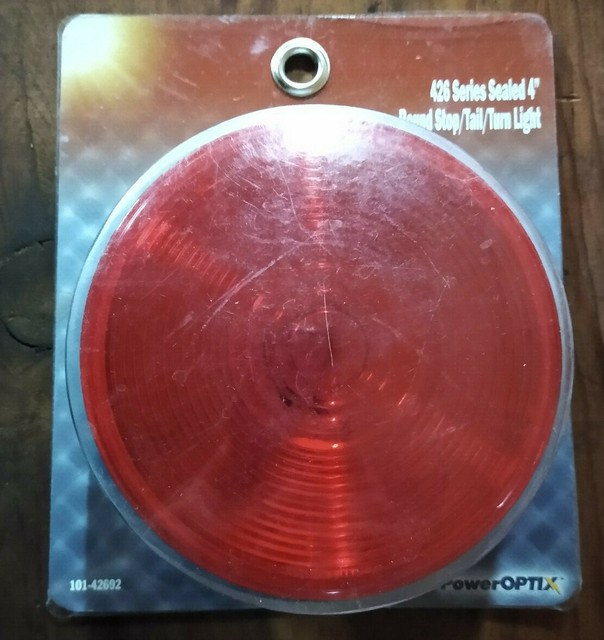 426 Series Sealed 4"
Round Stop/Tail/Turn Light
101-42692
PowerOPTIX